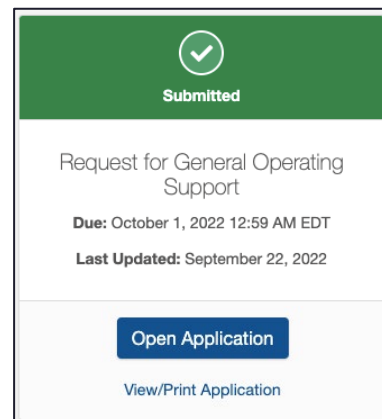 Submitted
Request for General Operating
Support
Due: October 1, 2022 12:59 AM EDT
Last Updated: September 22, 2022
Open Application
View/Print Application